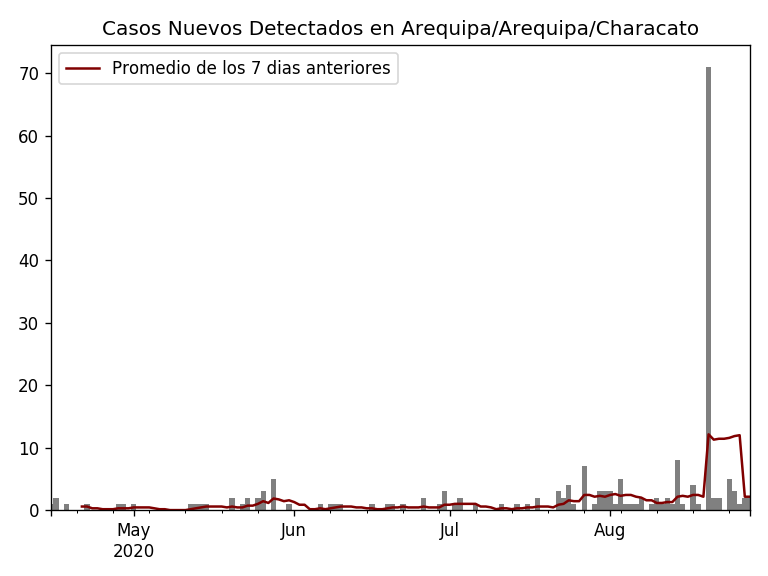 Casos Nuevos Detectados en Arequipa/Arequipa/Characato
Promedio de los 7 dias anteriores
70
60
50
40
30
20
10
0
May
2020
Jun
Jul
Aug